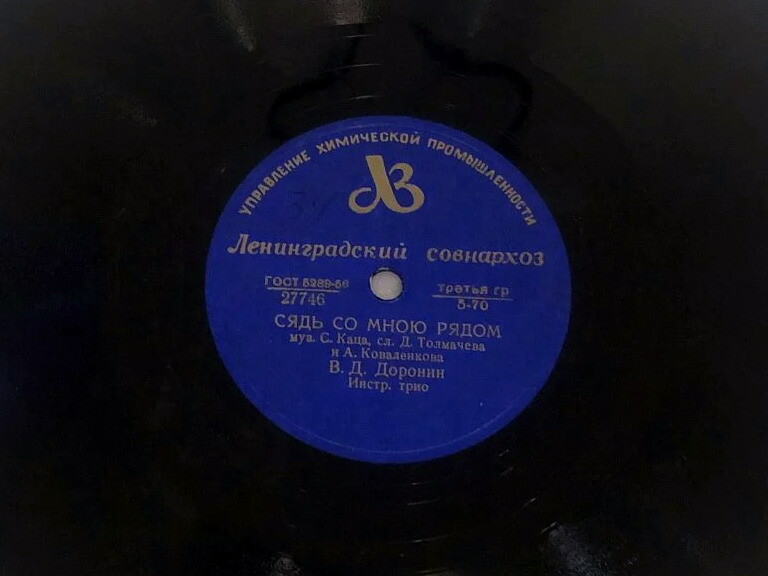 УПРАВЛЕНИЕ ХИМИЧЕСКОЙ ПРОМЫШЛЕННОСТИ
ЛЗ
Ленинградский совнархоз
ГОСТ 5289-56
27746
третья гр
5-70
СЯДЬ СО МНОЮ РЯДОМ
муз. С. Каца, сл. Д. Толмачева
и А. Коваленкова
В. Д. Доронин
Инстр. трио